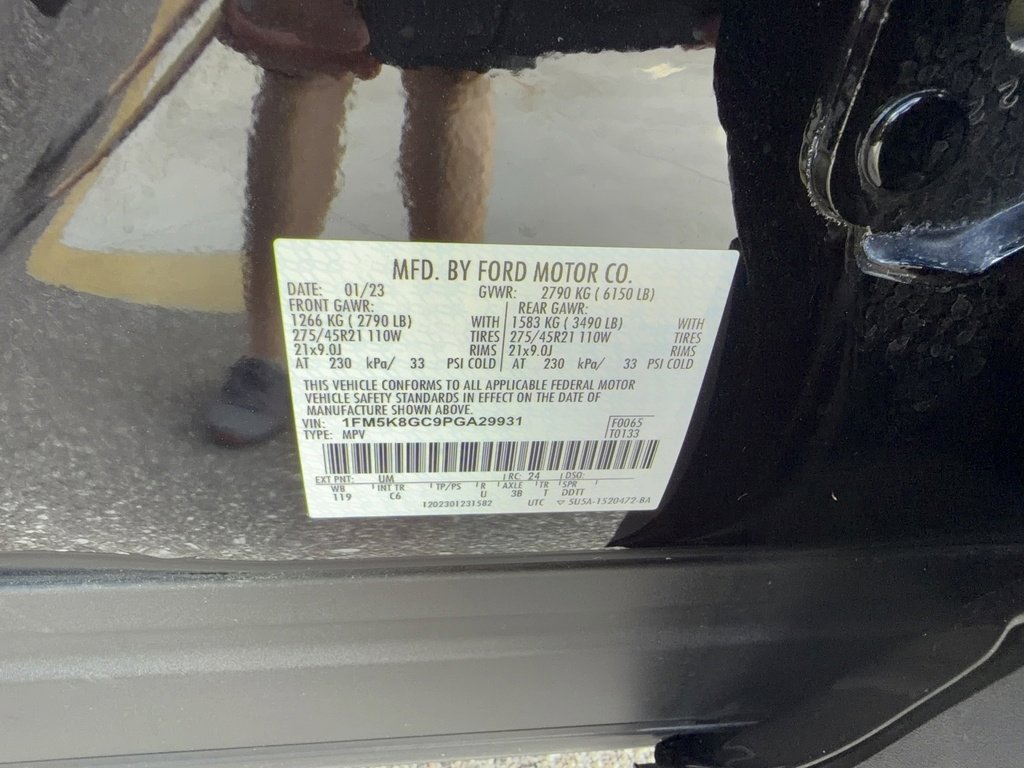 MFD. BY FORD MOTOR CO.
DATE: 01/23 GVWR: 2790 KG ( 6150 LB)
FRONT GAWR: REAR GAWR:
1266 KG ( 2790 LB) WITH 1583 KG ( 3490 LB) WITH
275/45R21 110W TIRES 275/45R21 110W TIRES
21x9.0J RIMS 21x9.0J RIMS
AT 230 kPa/ 33 PSI COLD AT 230 kPa/ 33 PSI COLD
THIS VEHICLE CONFORMS TO ALL APPLICABLE FEDERAL MOTOR
VEHICLE SAFETY STANDARDS IN EFFECT ON THE DATE OF
MANUFACTURE SHOWN ABOVE.
VIN: 1FM5K8GC9PGA29931 F0065
TYPE: MPV T0133
EXT PNT: UM RC: 24 DSO:
WB INT TR TP/PS R AXLE TR SPR
119 C6 U 3B T DDTT
1202301231582 UTC ▽ 5U5A-1520472-BA